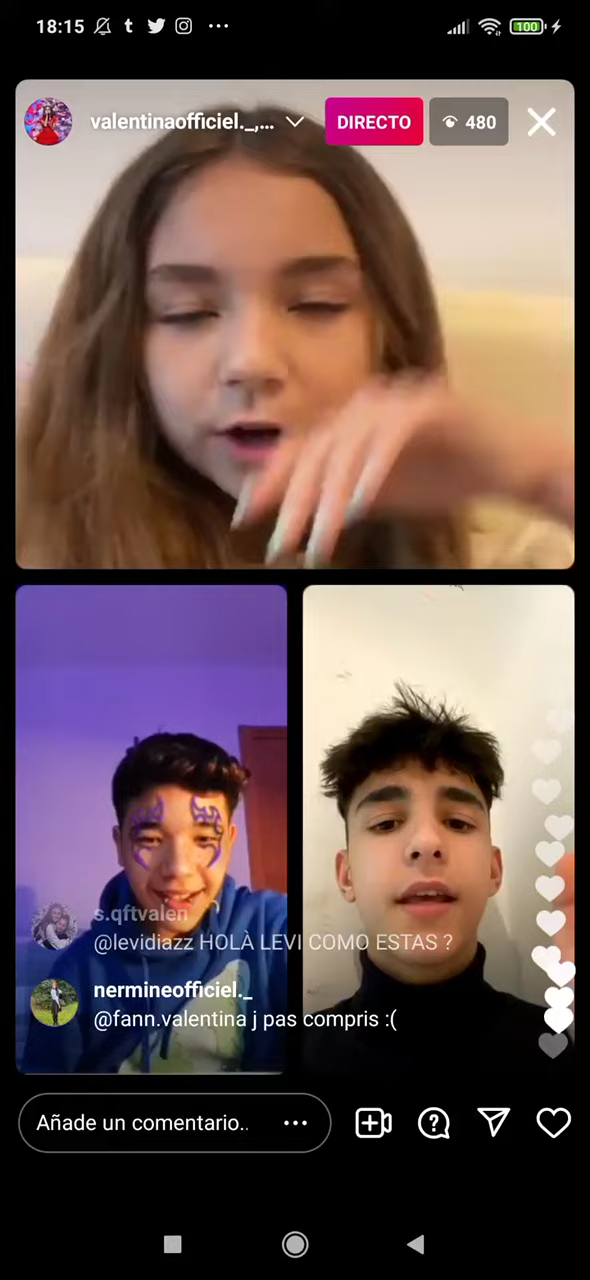 18:15
100
valentinaofficiel._,...
DIRECTO
480
s.qftvalen
@levidiazz HOLÀ LEVI COMO ESTAS ?
nermineofficiel._
@fann.valentina j pas compris :(
Añade un comentario..